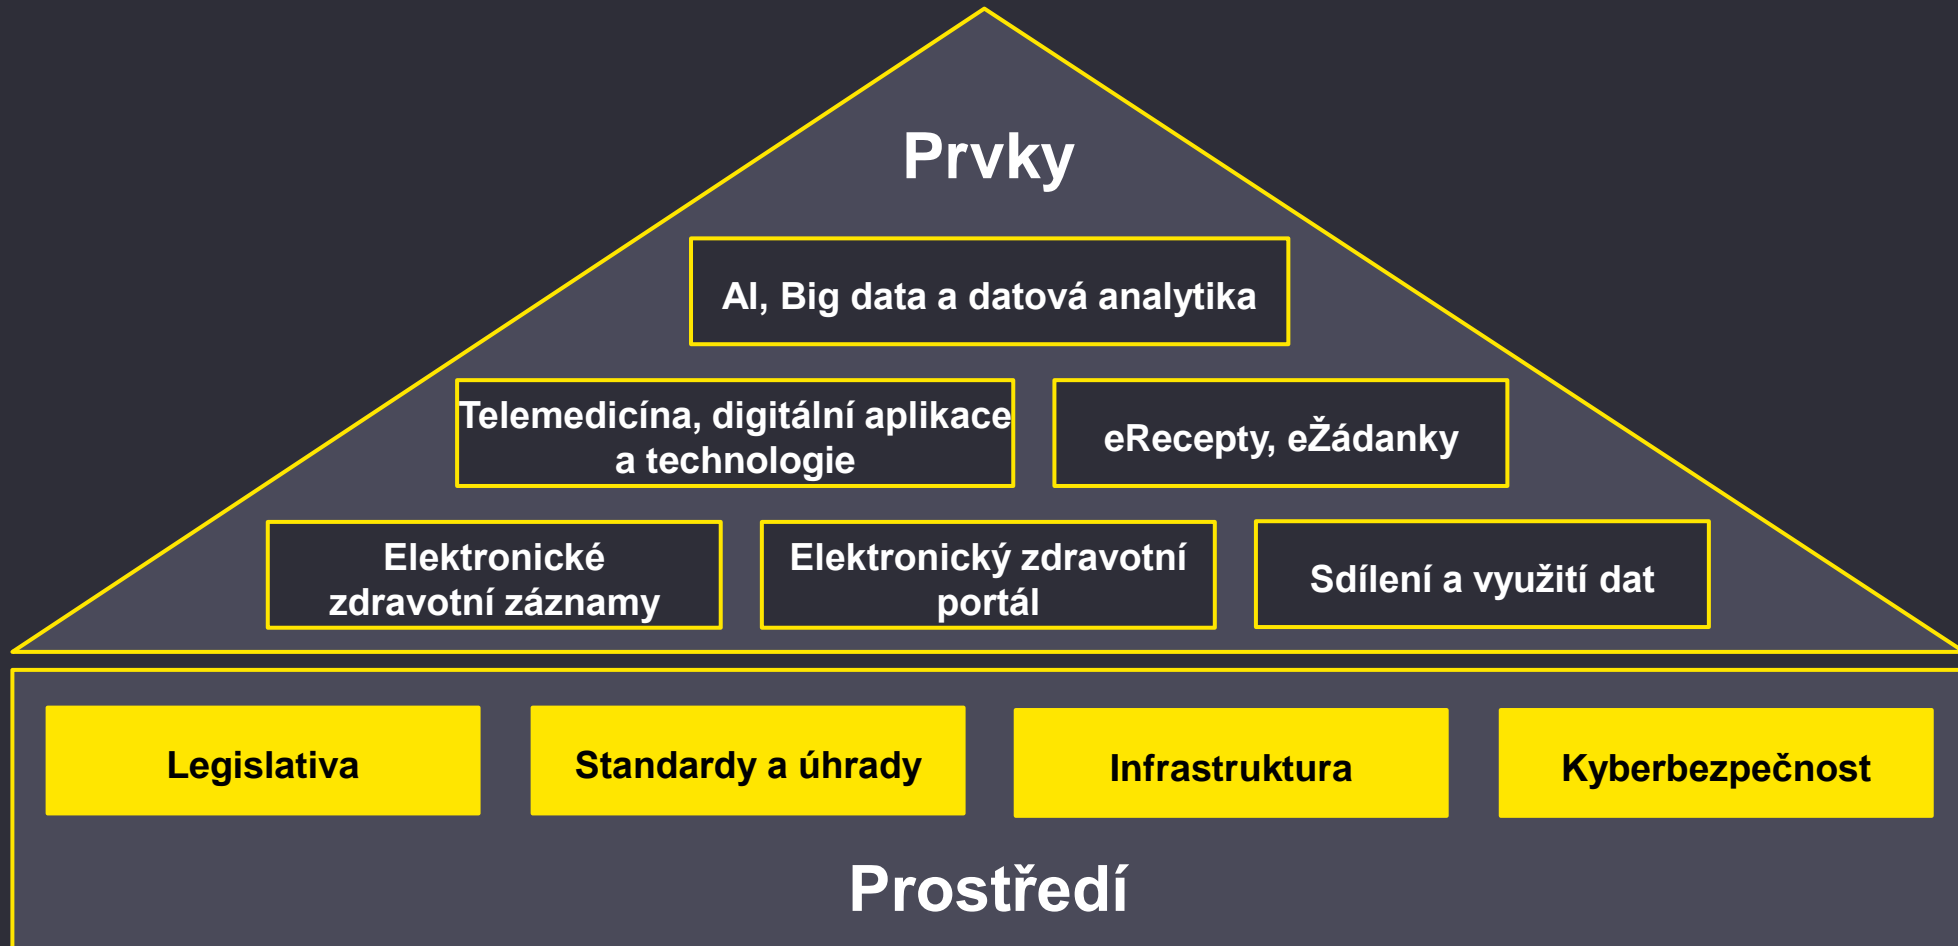 Prvky
AI, Big data a datová analytika
Telemedicína, digitální aplikace
a technologie
eRecepty, eŽádanky
Elektronické
zdravotní záznamy
Elektronický zdravotní
portál
Sdílení a využití dat
Legislativa
Standardy a úhrady
Infrastruktura
Kyberbezpečnost
Prostředí